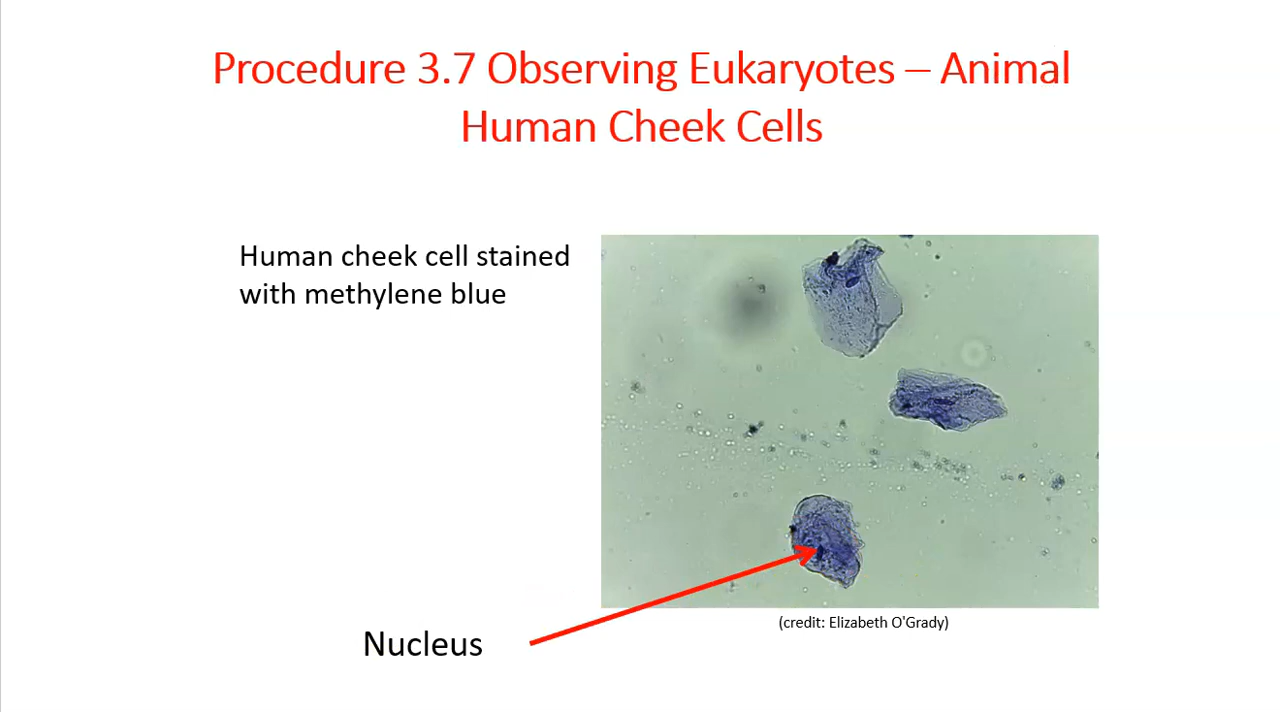 Procedure 3.7 Observing Eukaryotes – Animal
Human Cheek Cells
Human cheek cell stained
with methylene blue
(credit: Elizabeth O'Grady)
Nucleus